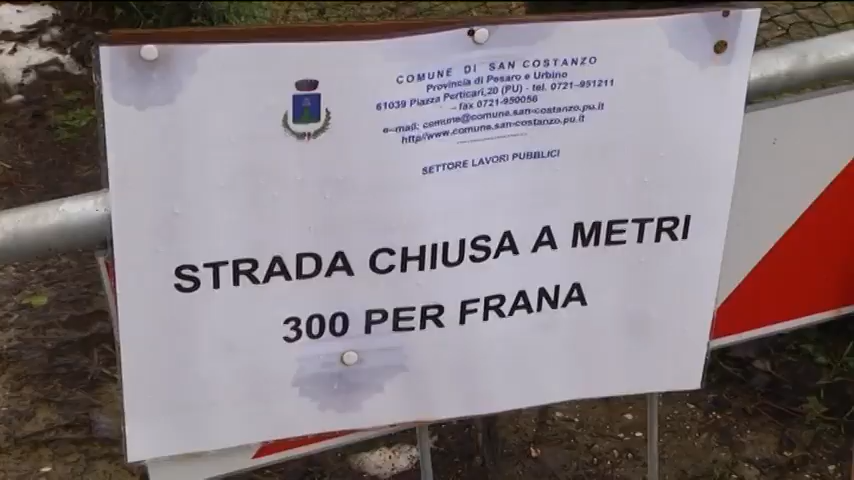 COMUNE DI SAN COSTANZO
Provincia di Pesaro e Urbino
61039 Piazza Perticari,20 (PU) - tel. 0721-951211
- fax 0721-950056
e-mail: comune@comune.san-costanzo.pu.it
http//www.comune.san-costanzo.pu.it
SETTORE LAVORI PUBBLICI
STRADA CHIUSA A METRI
300 PER FRANA